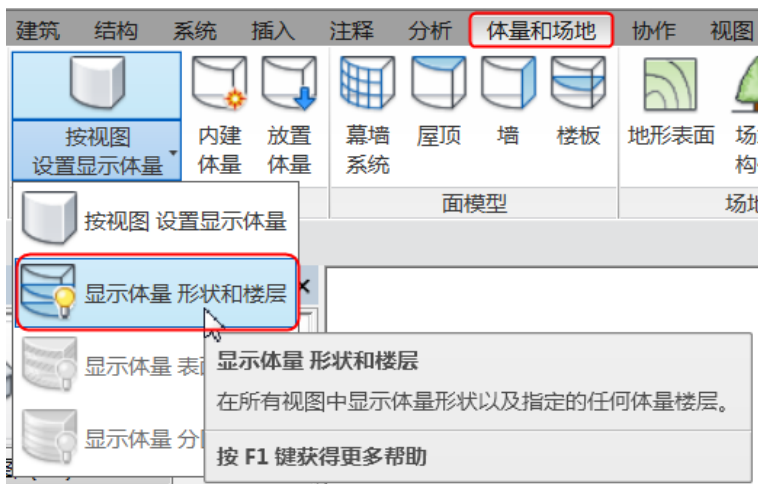 建筑 结构 系统 插入 注释 分析 体量和场地 协作 视图
按视图 内建 放置 幕墙 屋顶 墙 楼板 地形表面
设置显示体量 体量 体量 系统
面模型
按视图 设置显示体量
显示体量 形状和楼层
显示体量
显示体量 形状和楼层
在所有视图中显示体量形状以及指定的任何体量楼层。
显示体量
按 F1 键获得更多帮助